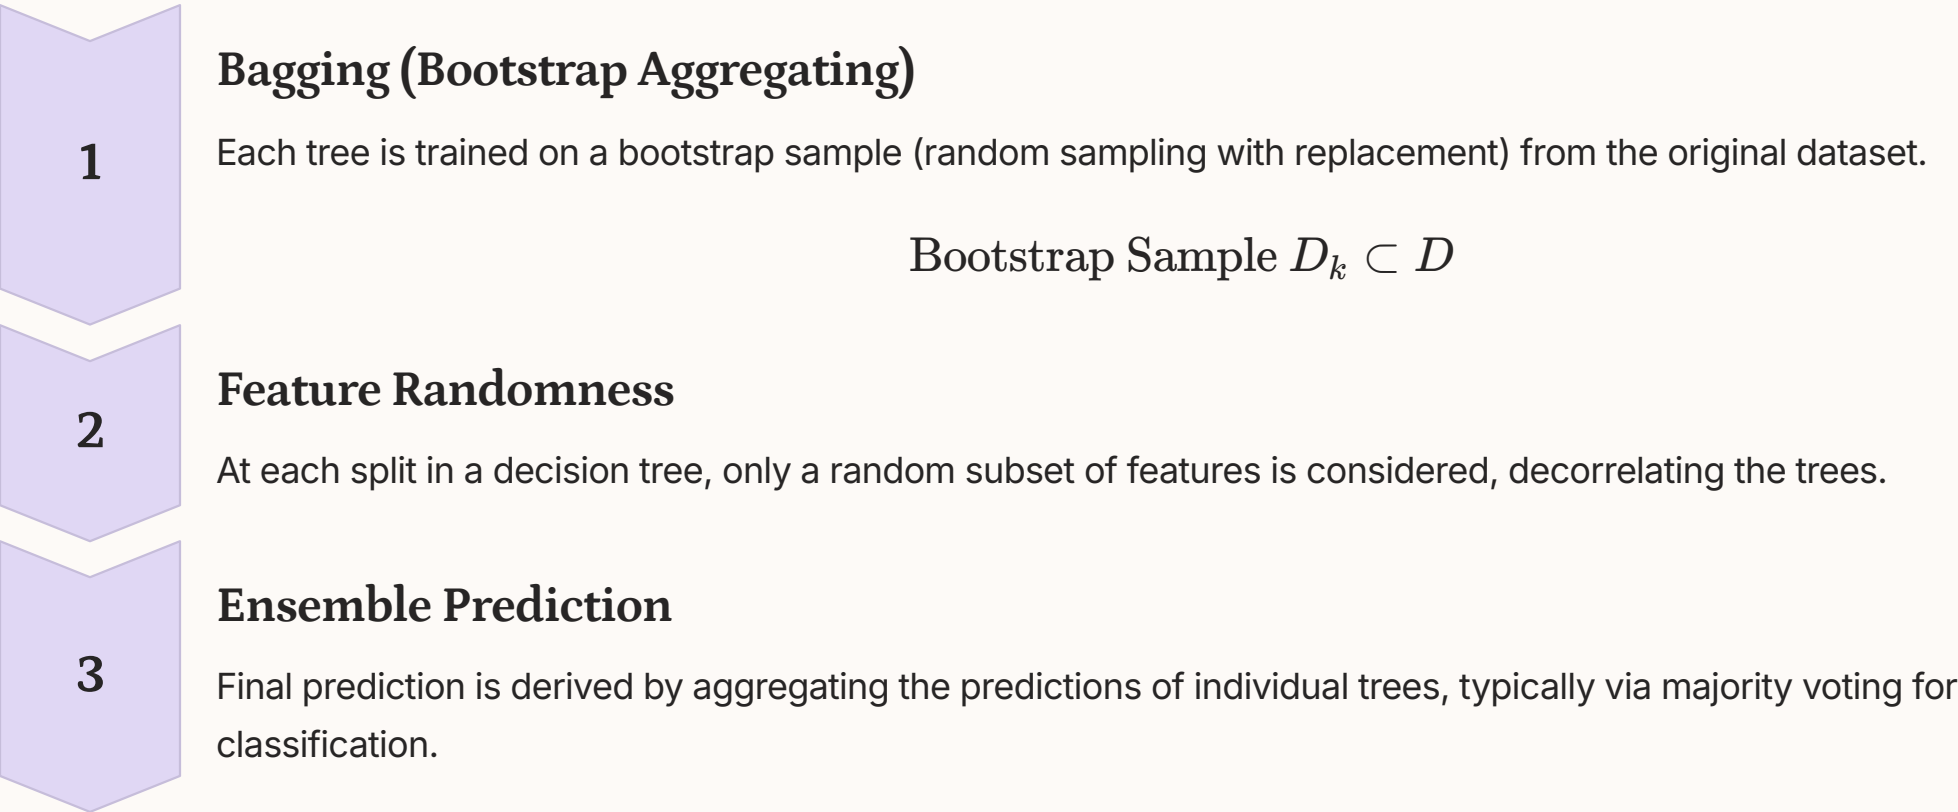 1
Bagging (Bootstrap Aggregating)
Each tree is trained on a bootstrap sample (random sampling with replacement) from the original dataset.
Bootstrap Sample Dₖ ⊂ D
2
Feature Randomness
At each split in a decision tree, only a random subset of features is considered, decorrelating the trees.
3
Ensemble Prediction
Final prediction is derived by aggregating the predictions of individual trees, typically via majority voting for
classification.